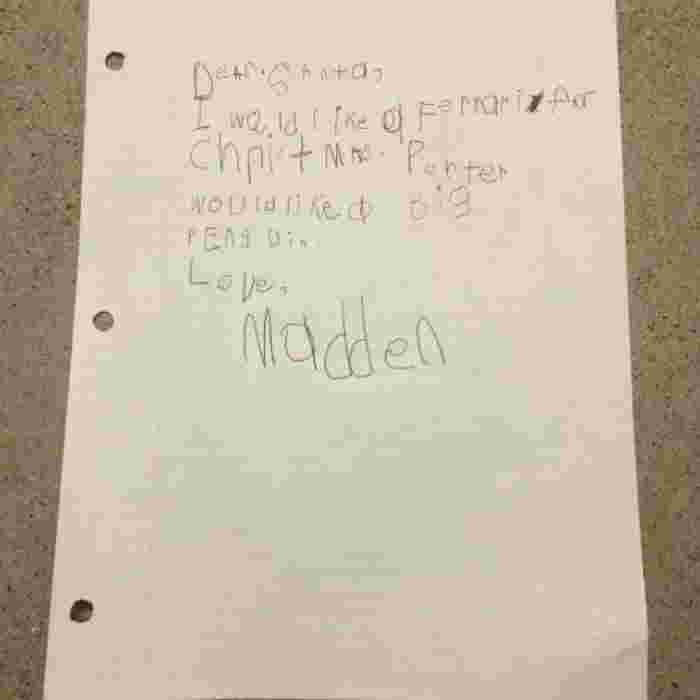 Dear Santa,
I would like a Ferrari for
Christmas. Porter
would like a big
PENgUin.
Love,
Madden